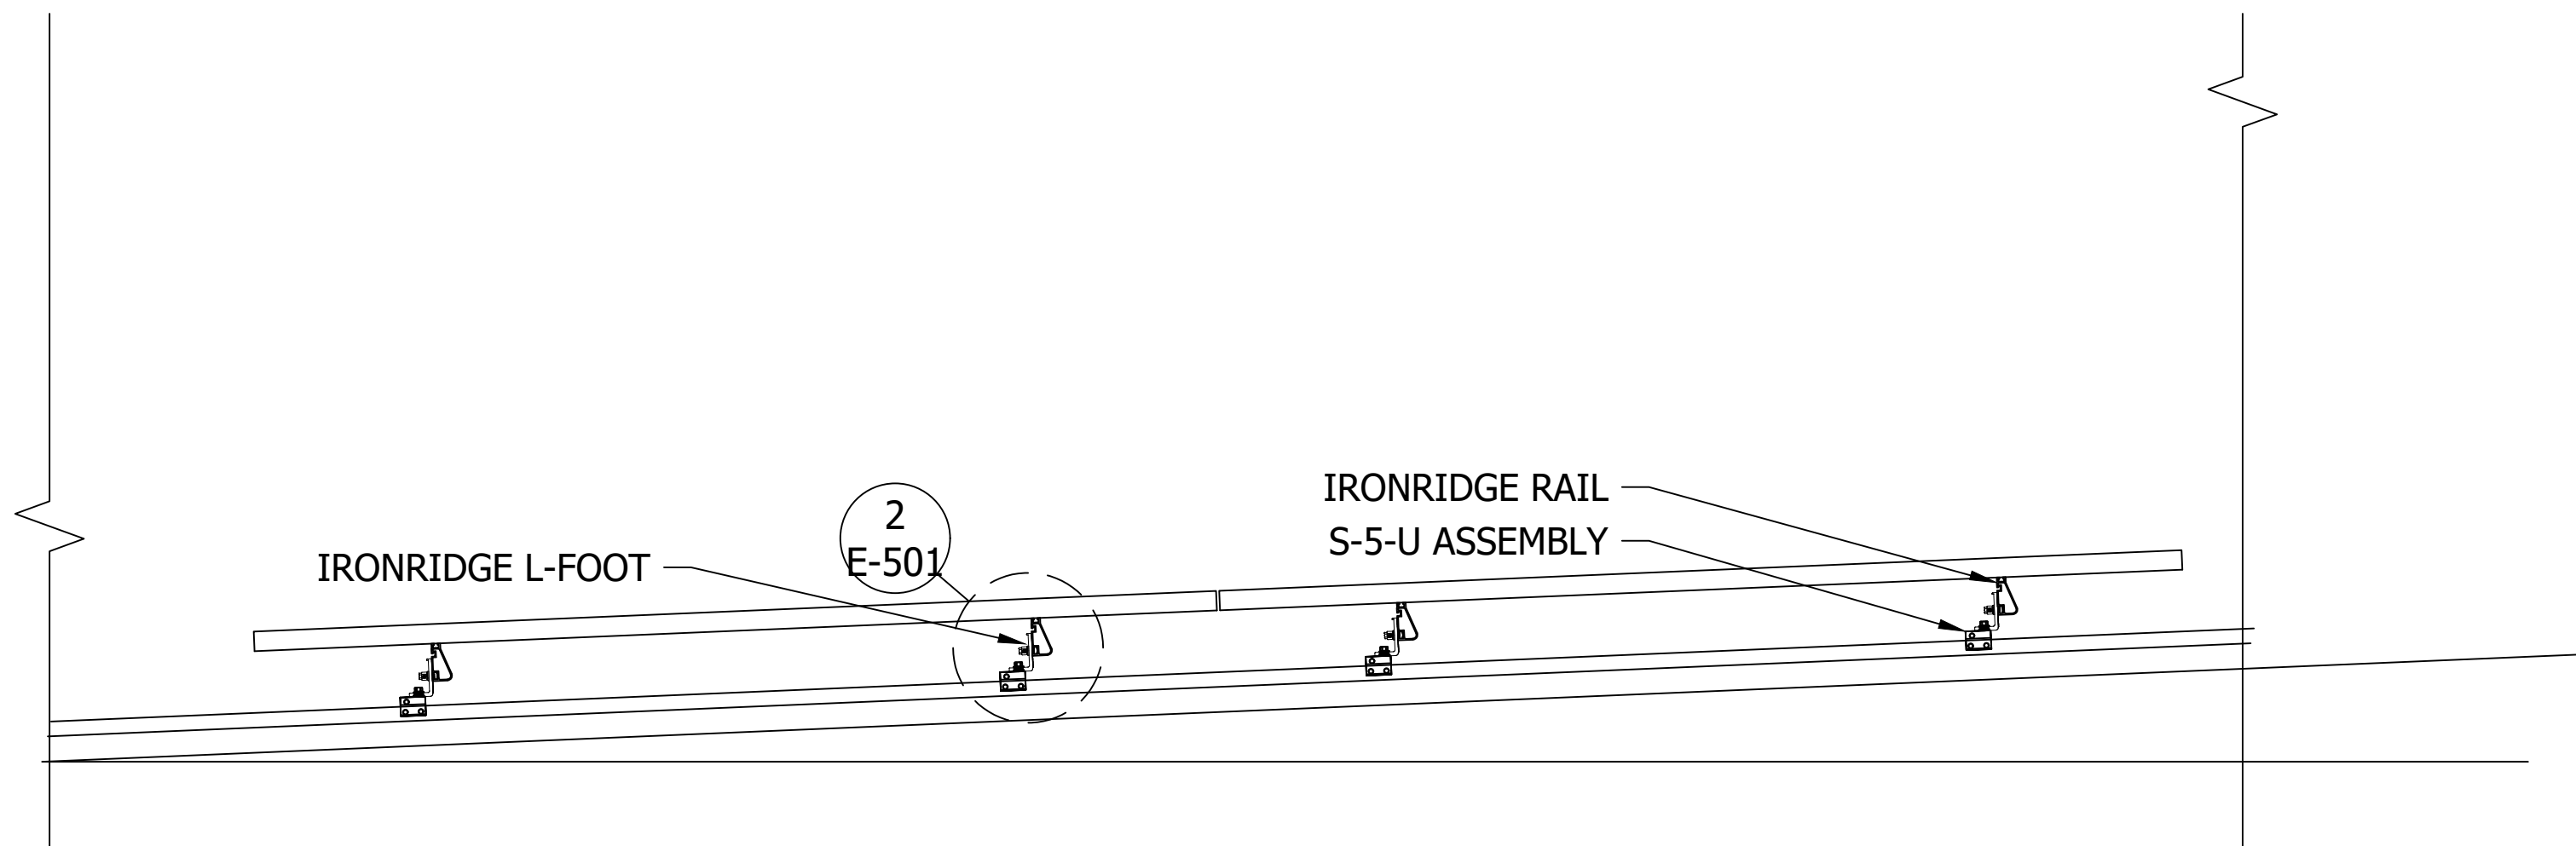 IRONRIDGE RAIL
S-5-U ASSEMBLY
2
E-501
IRONRIDGE L-FOOT